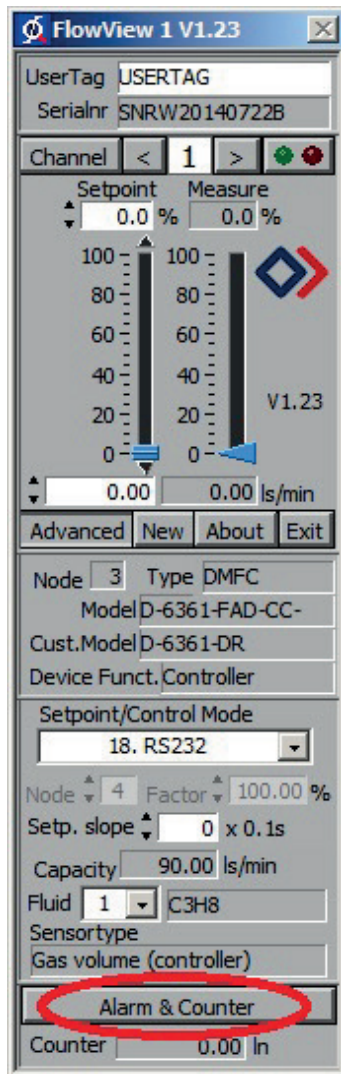 FlowView 1 V1.23
UserTag USERTAG
Serialnr SNRW20140722B
Channel < 1 >
Setpoint Measure
0.0 % 0.0 %
100 100
80 80
60 60
40 40
V1.23
20 20
0 0
0.00 0.00 ls/min
Advanced New About Exit
Node 3 Type DMFC
Model D-6361-FAD-CC-
Cust.Model D-6361-DR
Device Funct. Controller
Setpoint/Control Mode
18. RS232
Node 4 Factor 100.00 %
Setp. slope 0 x 0.1s
Capacity 90.00 ls/min
Fluid 1 C3H8
Sensortype
Gas volume (controller)
Alarm & Counter
Counter 0.00 ln